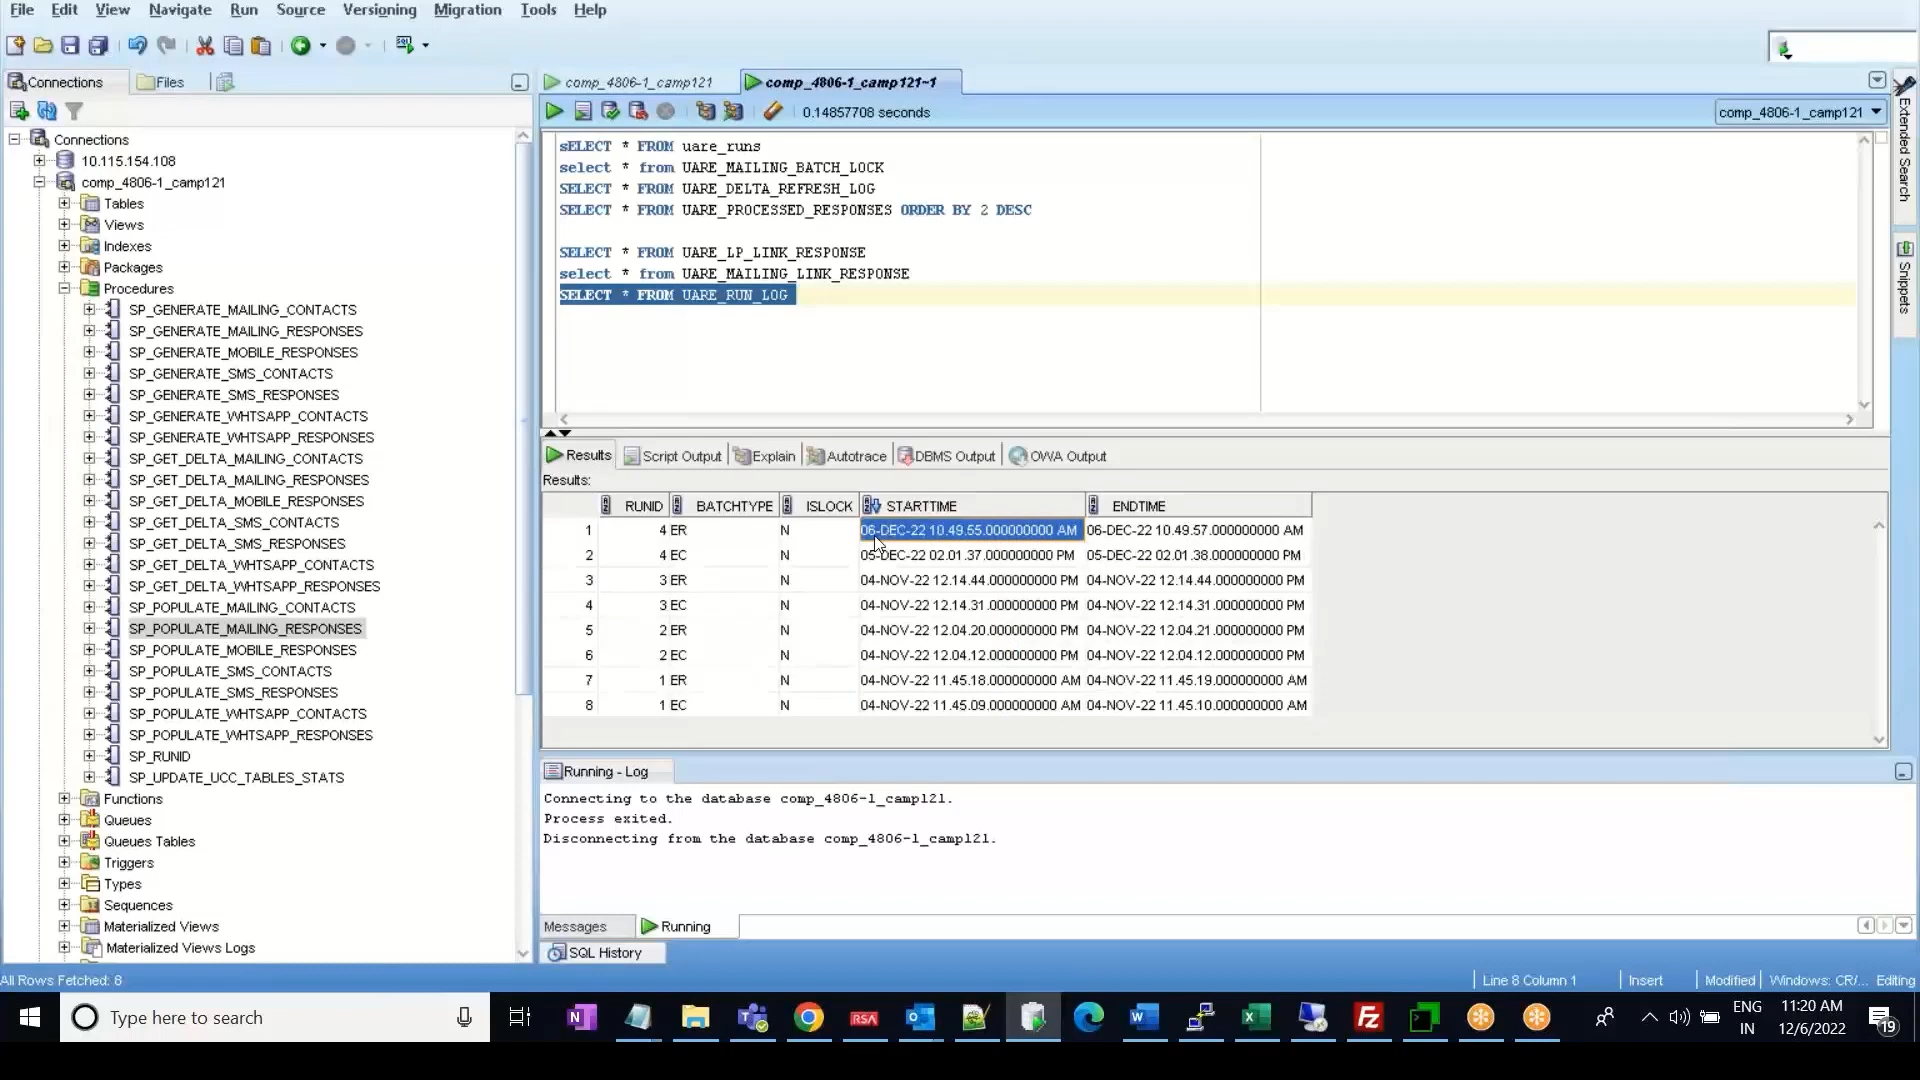 File Edit View Navigate Run Source Versioning Migration Tools Help
Connections Files
comp_4806-1_camp121 comp_4806-1_camp121~1
0.14857708 seconds
comp_4806-1_camp121
Connections
10.115.154.108
comp_4806-1_camp121
Tables
Views
Indexes
Packages
Procedures
SP_GENERATE_MAILING_CONTACTS
SP_GENERATE_MAILING_RESPONSES
SP_GENERATE_MOBILE_RESPONSES
SP_GENERATE_SMS_CONTACTS
SP_GENERATE_SMS_RESPONSES
SP_GENERATE_WHTSAPP_CONTACTS
SP_GENERATE_WHTSAPP_RESPONSES
SP_GET_DELTA_MAILING_CONTACTS
SP_GET_DELTA_MAILING_RESPONSES
SP_GET_DELTA_MOBILE_RESPONSES
SP_GET_DELTA_SMS_CONTACTS
SP_GET_DELTA_SMS_RESPONSES
SP_GET_DELTA_WHTSAPP_CONTACTS
SP_GET_DELTA_WHTSAPP_RESPONSES
SP_POPULATE_MAILING_CONTACTS
SP_POPULATE_MAILING_RESPONSES
SP_POPULATE_MOBILE_RESPONSES
SP_POPULATE_SMS_CONTACTS
SP_POPULATE_SMS_RESPONSES
SP_POPULATE_WHTSAPP_CONTACTS
SP_POPULATE_WHTSAPP_RESPONSES
SP_RUNID
SP_UPDATE_UCC_TABLES_STATS
Functions
Queues
Queues Tables
Triggers
Types
Sequences
Materialized Views
Materialized Views Logs
sELECT * FROM uare_runs
select * from UARE_MAILING_BATCH_LOCK
SELECT * FROM UARE_DELTA_REFRESH_LOG
SELECT * FROM UARE_PROCESSED_RESPONSES ORDER BY 2 DESC
SELECT * FROM UARE_LP_LINK_RESPONSE
select * from UARE_MAILING_LINK_RESPONSE
SELECT * FROM UARE_RUN_LOG
Results Script Output Explain Autotrace DBMS Output OWA Output
Results:
RUNID BATCHTYPE ISLOCK STARTTIME ENDTIME
1 4 ER N 06-DEC-22 10.49.55.000000000 AM 06-DEC-22 10.49.57.000000000 AM
2 4 EC N 05-DEC-22 02.01.37.000000000 PM 05-DEC-22 02.01.38.000000000 PM
3 3 ER N 04-NOV-22 12.14.44.000000000 PM 04-NOV-22 12.14.44.000000000 PM
4 3 EC N 04-NOV-22 12.14.31.000000000 PM 04-NOV-22 12.14.31.000000000 PM
5 2 ER N 04-NOV-22 12.04.20.000000000 PM 04-NOV-22 12.04.21.000000000 PM
6 2 EC N 04-NOV-22 12.04.12.000000000 PM 04-NOV-22 12.04.12.000000000 PM
7 1 ER N 04-NOV-22 11.45.18.000000000 AM 04-NOV-22 11.45.19.000000000 AM
8 1 EC N 04-NOV-22 11.45.09.000000000 AM 04-NOV-22 11.45.10.000000000 AM
Running - Log
Connecting to the database comp_4806-1_camp121.
Process exited.
Disconnecting from the database comp_4806-1_camp121.
Messages Running
SQL History
Extended Search
Snippets
All Rows Fetched: 8 Line 8 Column 1 Insert Modified Windows: CR/... Editing
Type here to search
RSA
ENG
IN
11:20 AM
12/6/2022
19